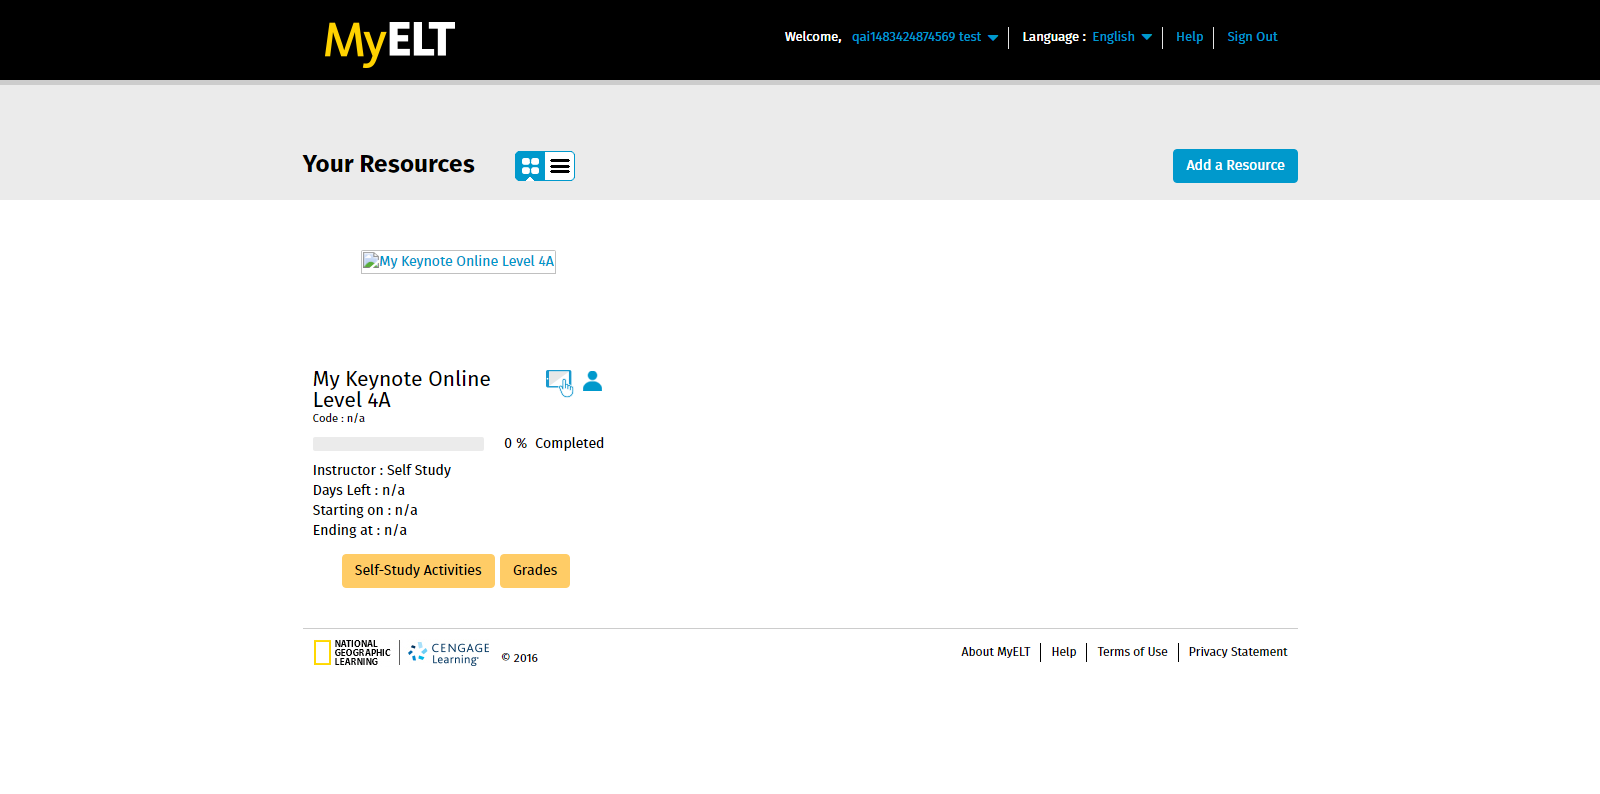 MyELT
Welcome, qai1483424874569 test
Language : English
Help
Sign Out
Your Resources
Add a Resource
My Keynote Online Level 4A
My Keynote Online
Level 4A
Code : n/a
0 % Completed
Instructor : Self Study
Days Left : n/a
Starting on : n/a
Ending at : n/a
Self-Study Activities
Grades
NATIONAL
GEOGRAPHIC
LEARNING
CENGAGE
Learning®
© 2016
About MyELT
Help
Terms of Use
Privacy Statement